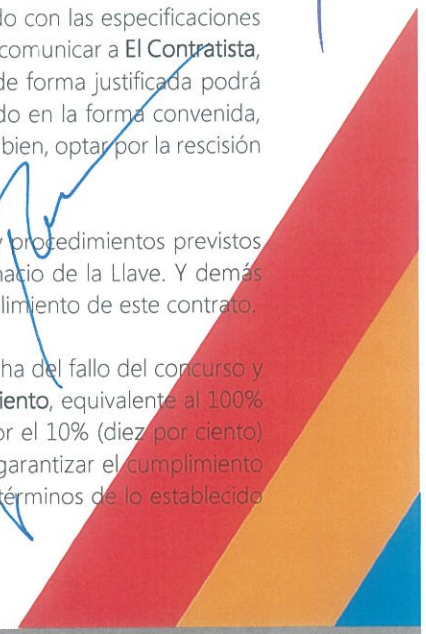 do con las especificaciones
comunicar a El Contratista,
de forma justificada podrá
do en la forma convenida,
bien, optar por la rescisión
y procedimientos previstos
nacio de la Llave. Y demás
limiento de este contrato.
ha del fallo del concurso y
iento, equivalente al 100%
or el 10% (diez por ciento)
garantizar el cumplimiento
términos de lo establecido